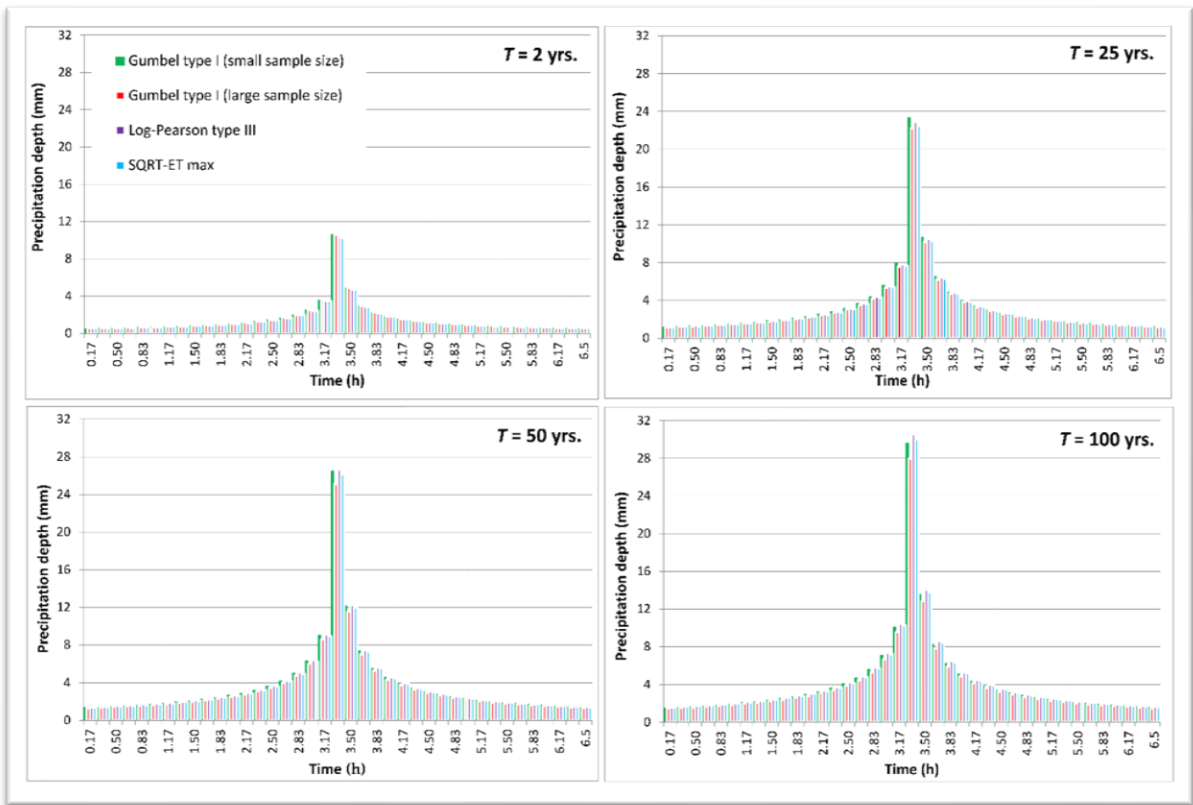 T = 2 yrs.
Precipitation depth (mm)
32
28
24
20
16
12
8
4
0
Gumbel type I (small sample size)
Gumbel type I (large sample size)
Log-Pearson type III
SQRT-ET max
0.17 0.50 0.83 1.17 1.50 1.83 2.17 2.50 2.83 3.17 3.50 3.83 4.17 4.50 4.83 5.17 5.50 5.83 6.17 6.5
Time (h)
T = 25 yrs.
Precipitation depth (mm)
32
28
24
20
16
12
8
4
0
0.17 0.50 0.83 1.17 1.50 1.83 2.17 2.50 2.83 3.17 3.50 3.83 4.17 4.50 4.83 5.17 5.50 5.83 6.17 6.5
Time (h)
T = 50 yrs.
Precipitation depth (mm)
32
28
24
20
16
12
8
4
0
0.17 0.50 0.83 1.17 1.50 1.83 2.17 2.50 2.83 3.17 3.50 3.83 4.17 4.50 4.83 5.17 5.50 5.83 6.17 6.5
Time (h)
T = 100 yrs.
Precipitation depth (mm)
32
28
24
20
16
12
8
4
0
0.17 0.50 0.83 1.17 1.50 1.83 2.17 2.50 2.83 3.17 3.50 3.83 4.17 4.50 4.83 5.17 5.50 5.83 6.17 6.5
Time (h)